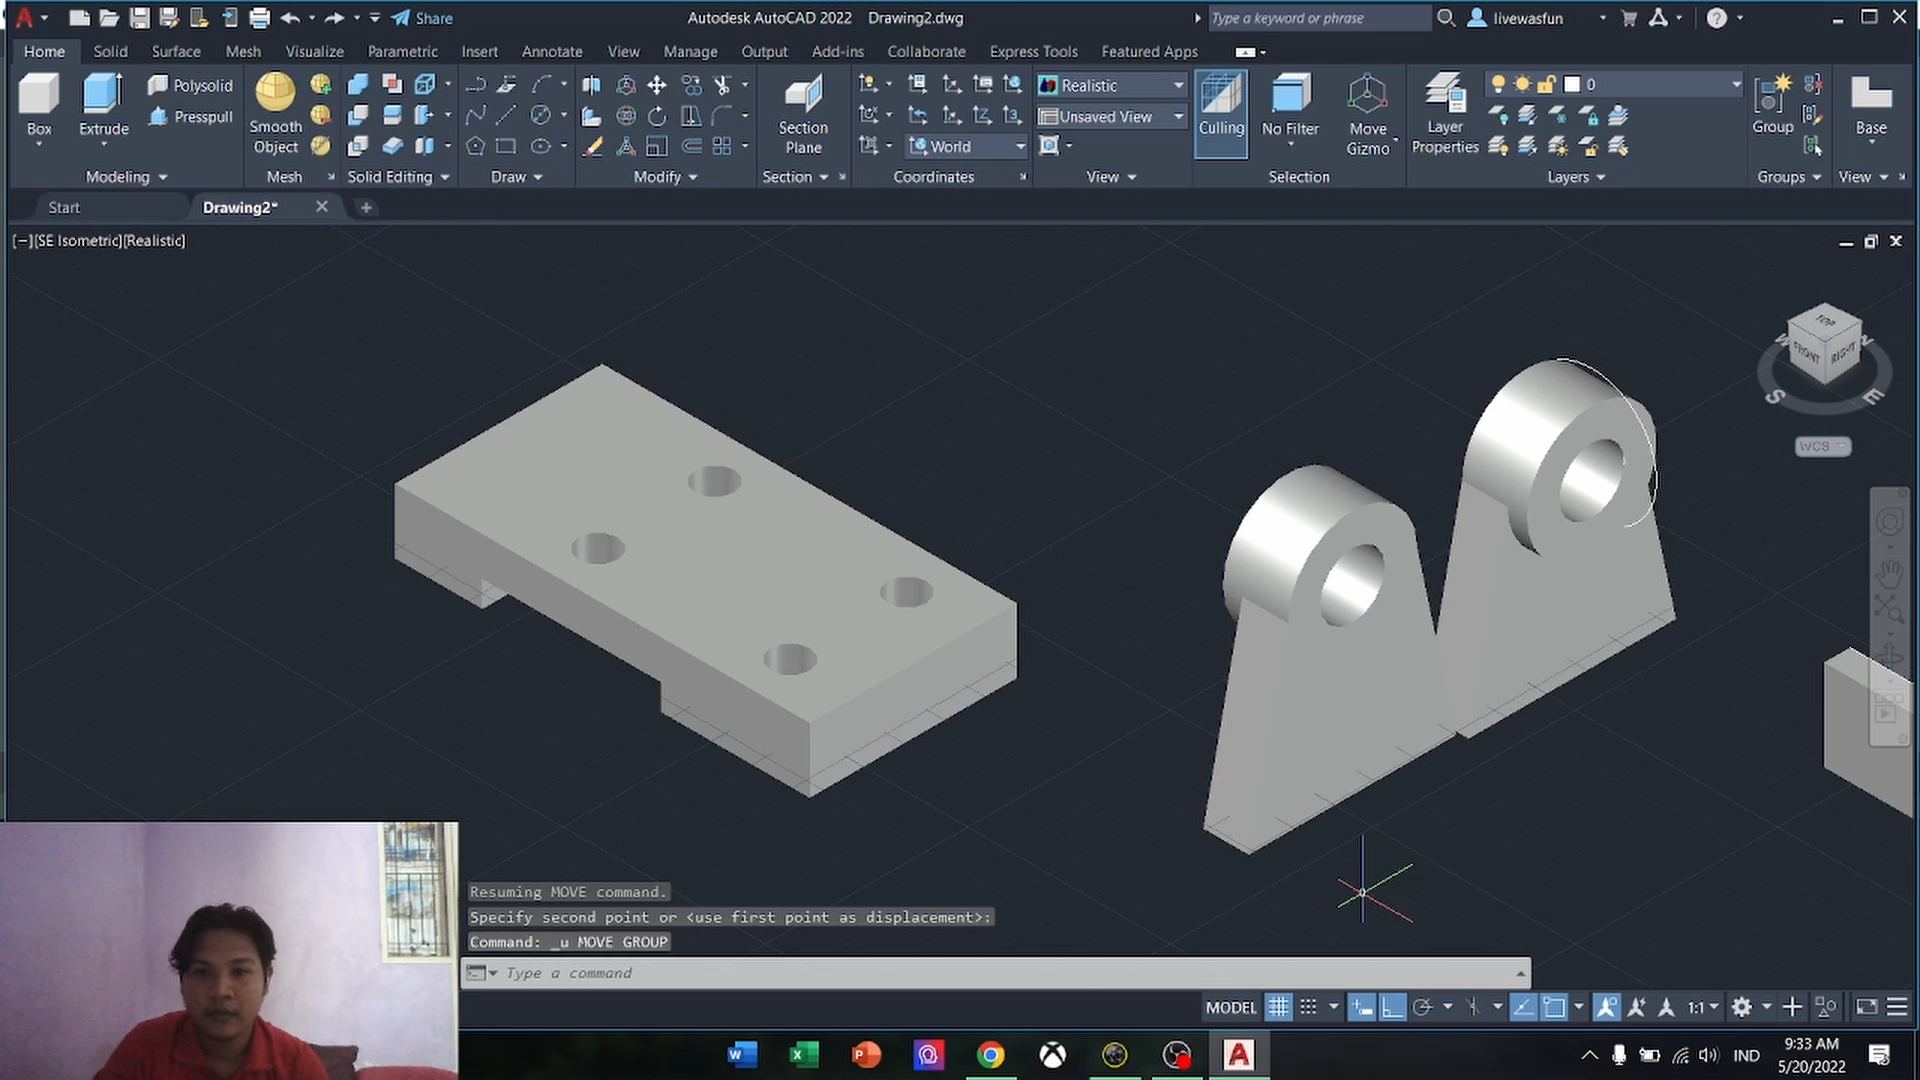 Share
Autodesk AutoCAD 2022 Drawing2.dwg
Type a keyword or phrase
livewasfun
Home Solid Surface Mesh Visualize Parametric Insert Annotate View Manage Output Add-ins Collaborate Express Tools Featured Apps
Box
Extrude
Polysolid
Presspull
Smooth Object
Section Plane
World
Realistic
Unsaved View
Culling
No Filter
Move Gizmo
Layer Properties
0
Group
Base
Modeling Mesh Solid Editing Draw Modify Section Coordinates View Selection Layers Groups View
Start Drawing2*
[−][SE Isometric][Realistic]
TOP
FRONT RIGHT
S E
WCS
Resuming MOVE command.
Specify second point or <use first point as displacement>:
Command: _u MOVE GROUP
Type a command
MODEL 1:1
IND
9:33 AM
5/20/2022